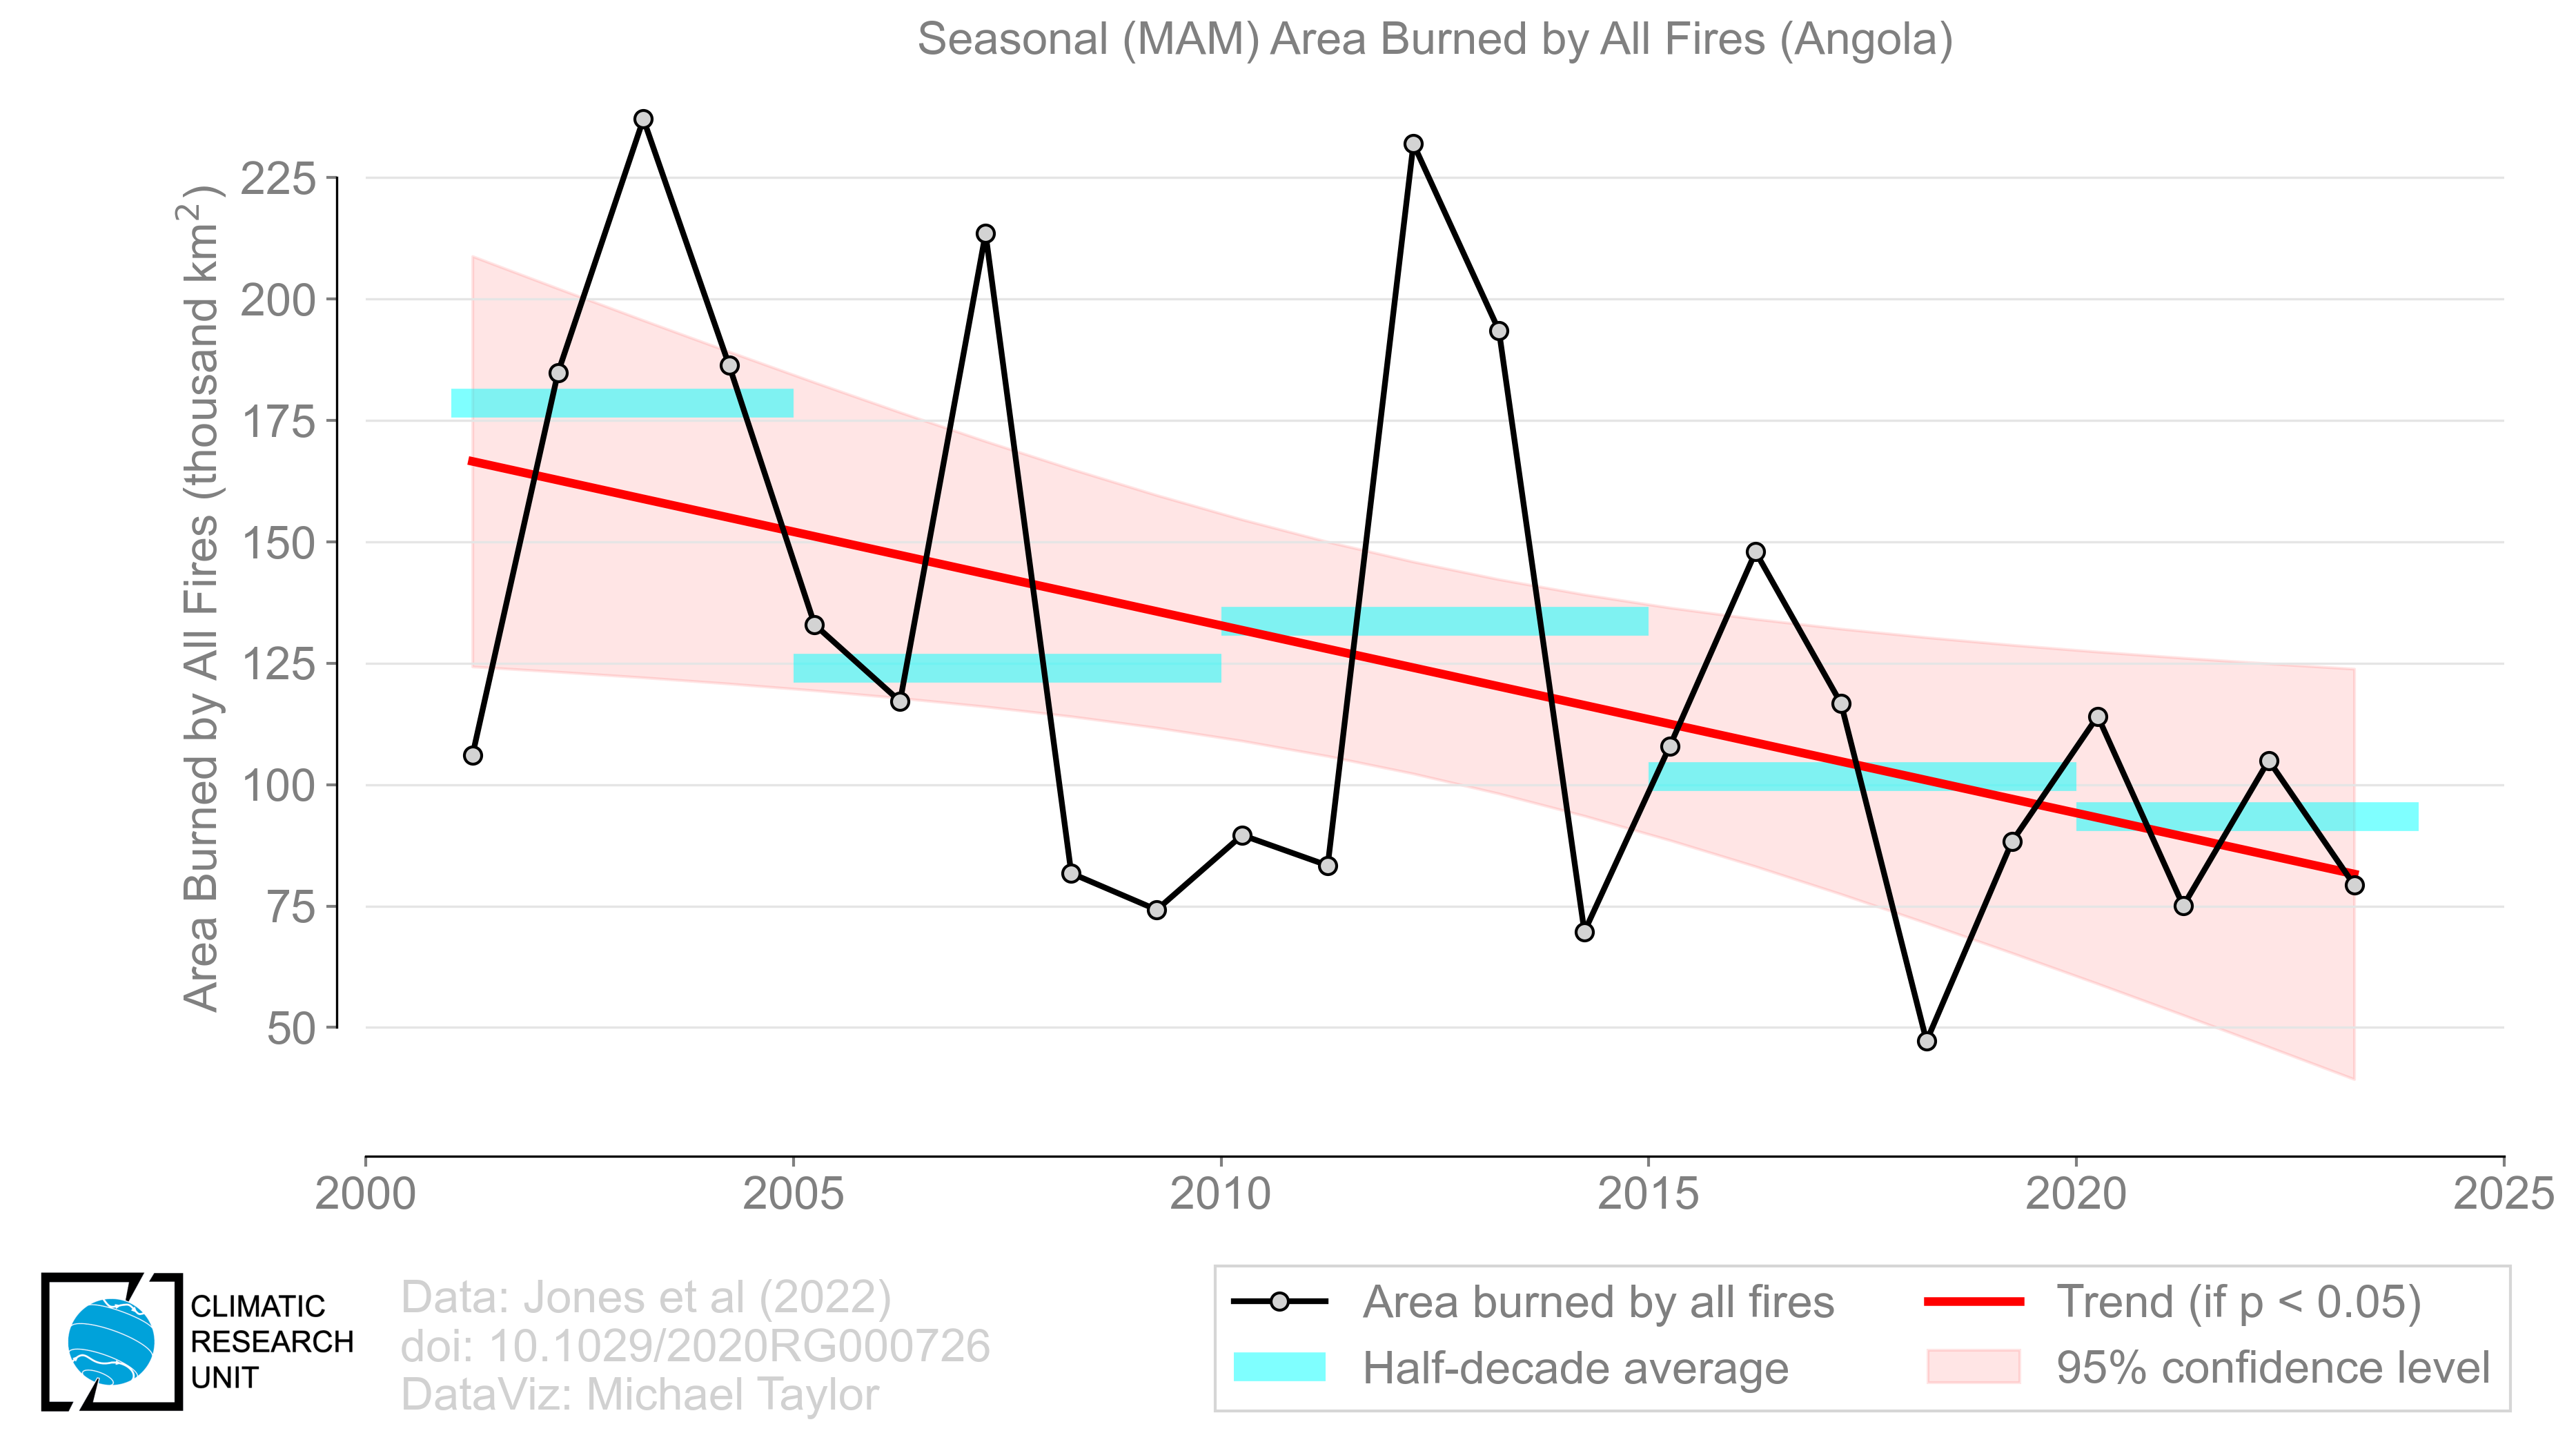 Seasonal (MAM) Area Burned by All Fires (Angola)
Area Burned by All Fires (thousand km²)
225
200
175
150
125
100
75
50
2000
2005
2010
2015
2020
2025
CLIMATIC
RESEARCH
UNIT
Data: Jones et al (2022)
doi: 10.1029/2020RG000726
DataViz: Michael Taylor
Area burned by all fires
Half-decade average
Trend (if p < 0.05)
95% confidence level